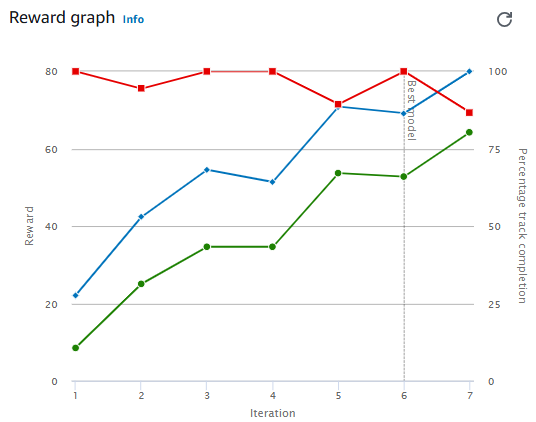 Reward graph Info
80
60
40
20
0
Reward
100
75
50
25
0
Percentage track completion
Best model
1 2 3 4 5 6 7
Iteration